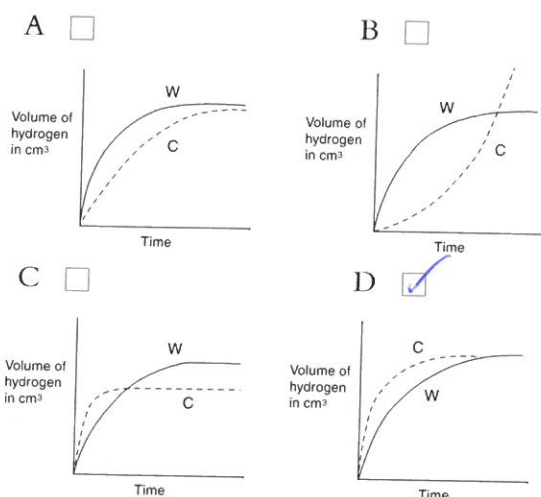 A
B
W
Volume of
hydrogen
in cm³
C
Time
W
Volume of
hydrogen
in cm³
C
Time
C
D
W
Volume of
hydrogen
in cm³
C
Time
C
Volume of
hydrogen
in cm³
W
Time